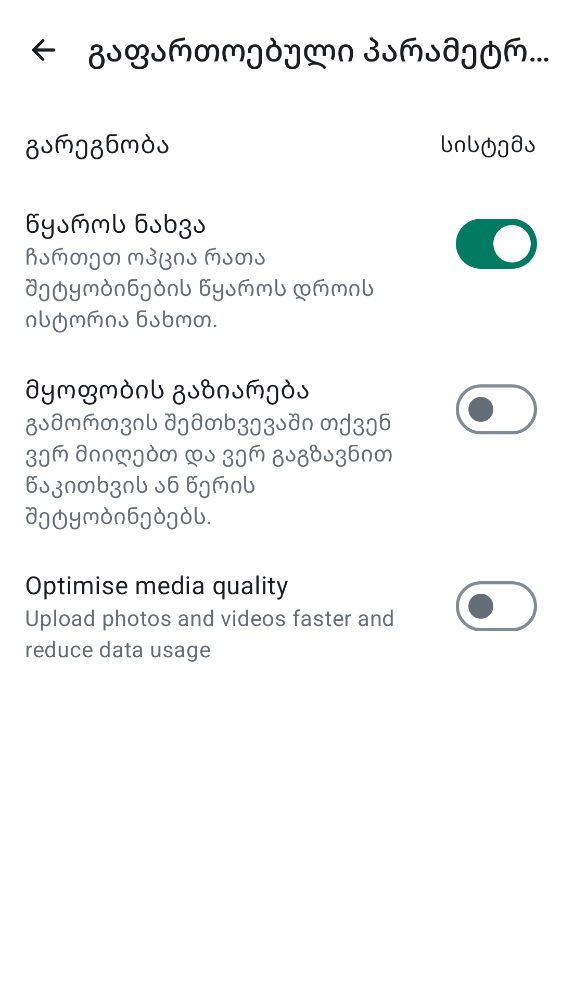 გაფართოებული პარამეტრ...
გარეგნობა
სისტემა
წყაროს ნახვა
ჩართეთ ოპცია რათა
შეტყობინების წყაროს დროის
ისტორია ნახოთ.
მყოფობის გაზიარება
გამორთვის შემთხვევაში თქვენ
ვერ მიიღებთ და ვერ გაგზავნით
წაკითხვის ან წერის
შეტყობინებებს.
Optimise media quality
Upload photos and videos faster and
reduce data usage